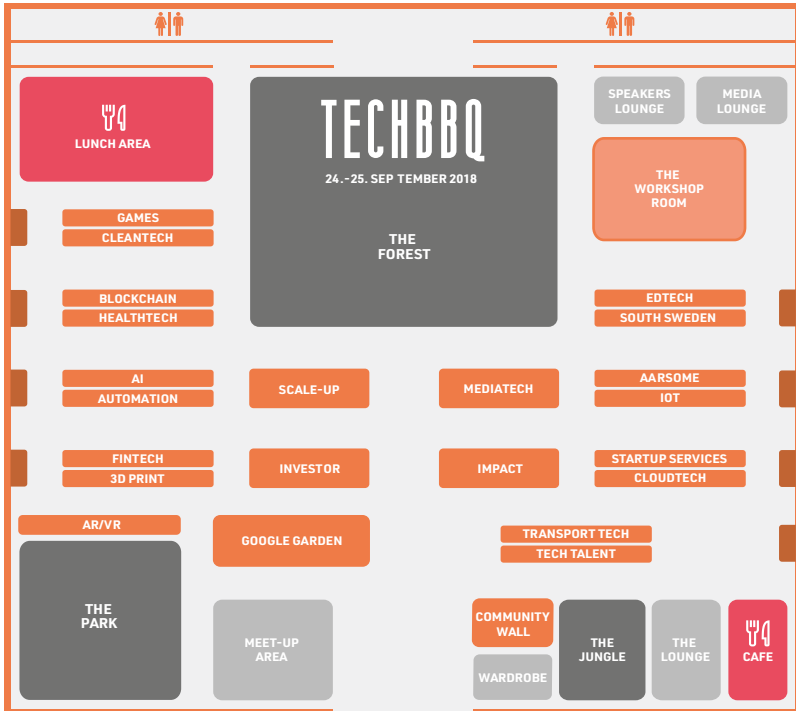 TECHBBQ
24.-25. SEP TEMBER 2018
THE
FOREST
LUNCH AREA
SPEAKERS
LOUNGE
MEDIA
LOUNGE
THE
WORKSHOP
ROOM
GAMES
CLEANTECH
BLOCKCHAIN
HEALTHTECH
EDTECH
SOUTH SWEDEN
AI
AUTOMATION
SCALE-UP
MEDIATECH
AARSOME
IOT
FINTECH
3D PRINT
INVESTOR
IMPACT
STARTUP SERVICES
CLOUDTECH
AR/VR
GOOGLE GARDEN
TRANSPORT TECH
TECH TALENT
THE
PARK
MEET-UP
AREA
COMMUNITY
WALL
WARDROBE
THE
JUNGLE
THE
LOUNGE
CAFE